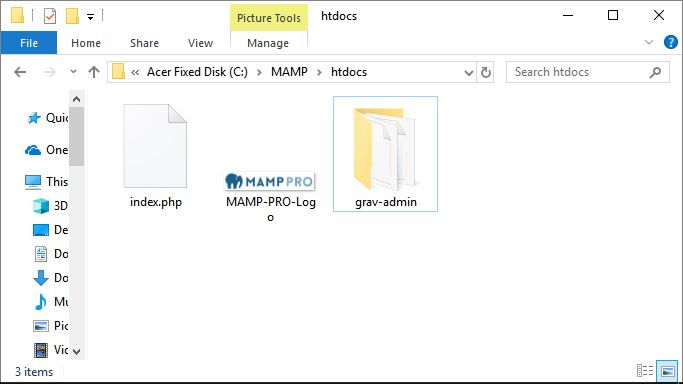 Picture Tools
htdocs
File
Home
Share
View
Manage
« Acer Fixed Disk (C:) > MAMP > htdocs
Search htdocs
Quic
One
This
3D
De
Do
Do
Mu
Pic
Vic
index.php
MAMP PRO
MAMP-PRO-Log
o
grav-admin
3 items